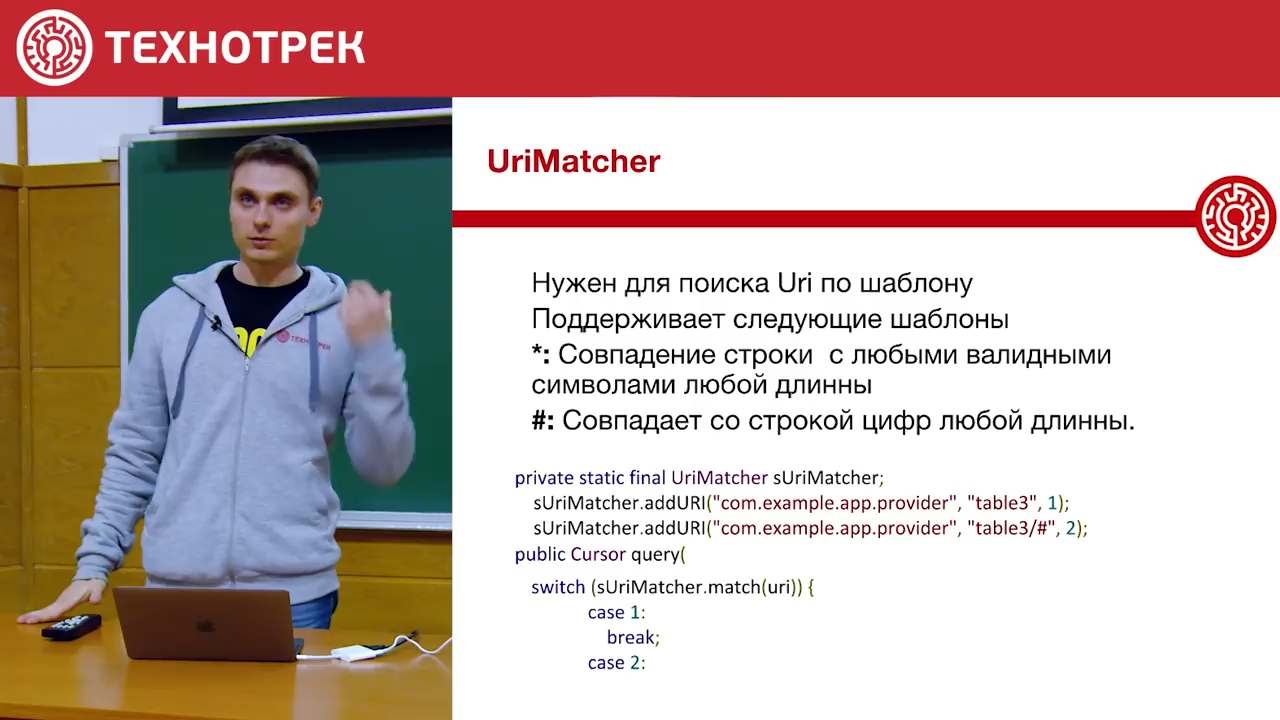 ТЕХНОТРЕК
UriMatcher
Нужен для поиска Uri по шаблону
Поддерживает следующие шаблоны
*: Совпадение строки с любыми валидными
символами любой длинны
#: Совпадает со строкой цифр любой длинны.
private static final UriMatcher sUriMatcher;
sUriMatcher.addURI("com.example.app.provider", "table3", 1);
sUriMatcher.addURI("com.example.app.provider", "table3/#", 2);
public Cursor query(
switch (sUriMatcher.match(uri)) {
case 1:
break;
case 2:
ТЕХНОТРЕК